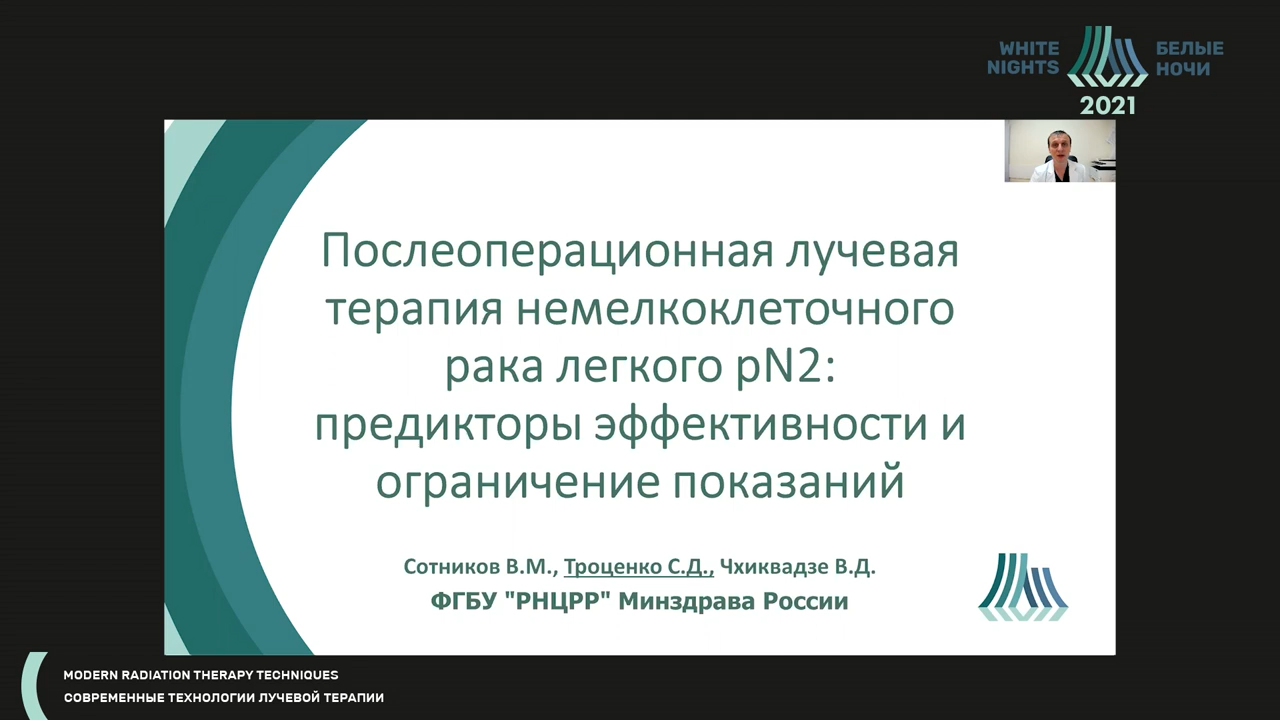 WHITE
NIGHTS
БЕЛЫЕ
НОЧИ
2021
Послеоперационная лучевая
терапия немелкоклеточного
рака легкого pN2:
предикторы эффективности и
ограничение показаний
Сотников В.М., Троценко С.Д., Чхиквадзе В.Д.
ФГБУ "РНЦРР" Минздрава России
MODERN RADIATION THERAPY TECHNIQUES
СОВРЕМЕННЫЕ ТЕХНОЛОГИИ ЛУЧЕВОЙ ТЕРАПИИ